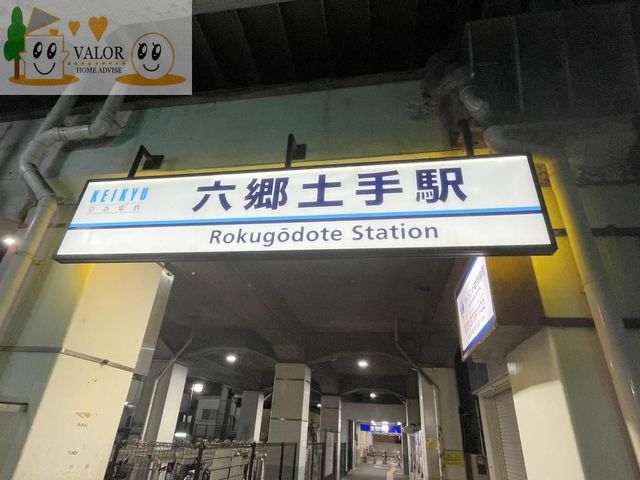 VALOR
HOME ADVISE
KEIKYU
京急電鉄
六郷土手駅
Rokugōdote Station